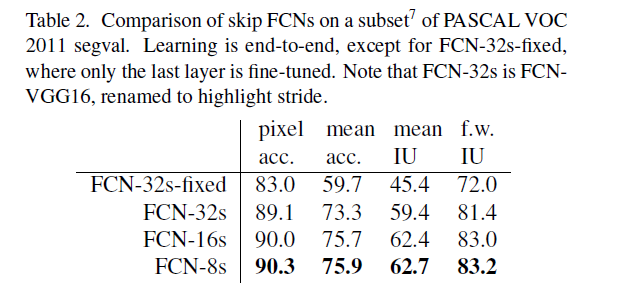 Table 2. Comparison of skip FCNs on a subset7 of PASCAL VOC
2011 segval. Learning is end-to-end, except for FCN-32s-fixed,
where only the last layer is fine-tuned. Note that FCN-32s is FCN-
VGG16, renamed to highlight stride.
pixel mean mean f.w.
acc. acc. IU IU
FCN-32s-fixed 83.0 59.7 45.4 72.0
FCN-32s 89.1 73.3 59.4 81.4
FCN-16s 90.0 75.7 62.4 83.0
FCN-8s 90.3 75.9 62.7 83.2